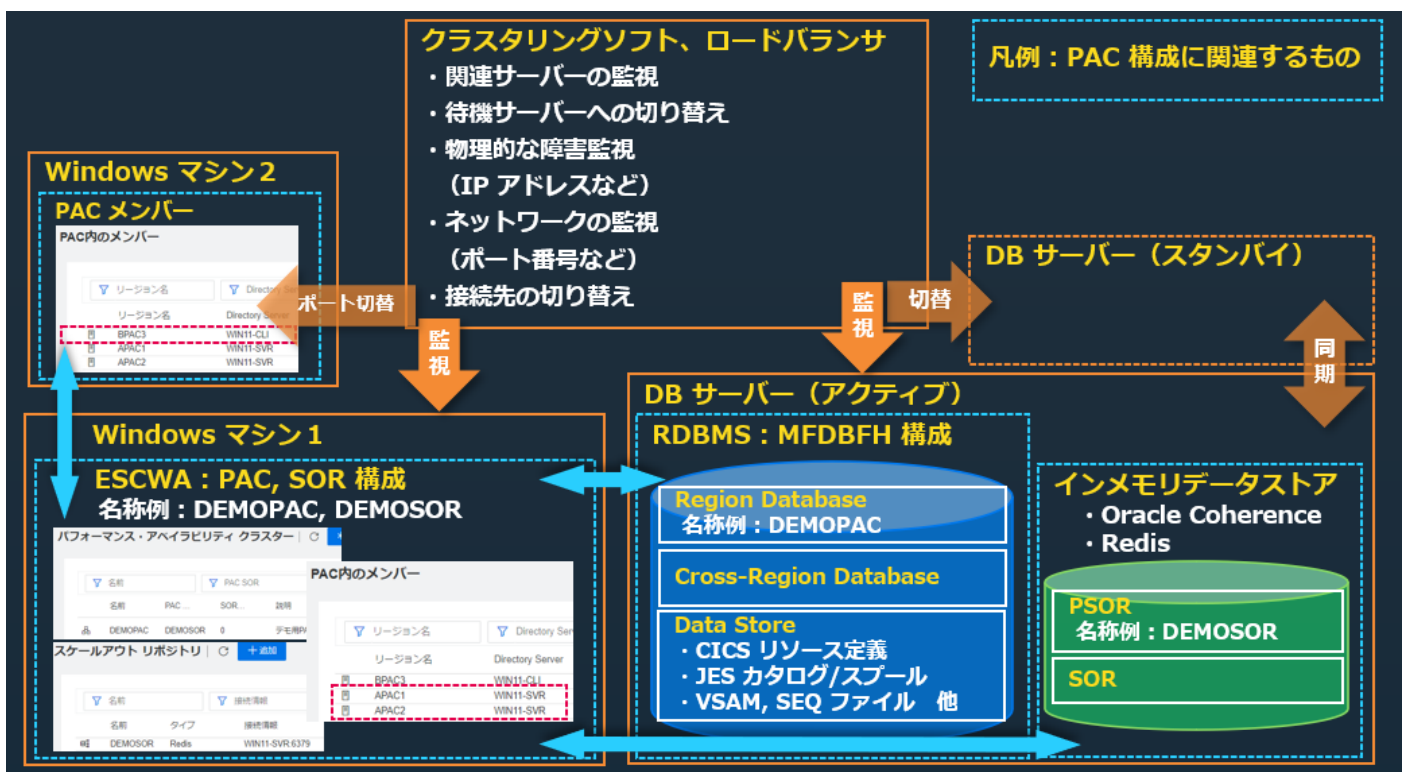 クラスタリングソフト、ロードバランサ
・関連サーバーの監視
・待機サーバーへの切り替え
・物理的な障害監視
（IP アドレスなど）
・ネットワークの監視
（ポート番号など）
・接続先の切り替え
凡例：PAC 構成に関連するもの
Windows マシン２
PAC メンバー
PAC内のメンバー
リージョン名
リージョン名 Directory Server
BPAC3 WIN11-CLI
APAC1 WIN11-SVR
APAC2 WIN11-SVR
ポート切替
監視
監視
切替
DB サーバー（スタンバイ）
同期
Windows マシン１
ESCWA：PAC, SOR 構成
名称例：DEMOPAC, DEMOSOR
パフォーマンス・アベイラビリティ クラスター
名前 PAC SOR
名前 PAC ... SOR... 説明
DEMOPAC DEMOSOR 0 デモ用
スケールアウト リポジトリ ＋追加
名前 接続情報
名前 タイプ 接続情報
DEMOSOR Redis WIN11-SVR:6379
PAC内のメンバー
リージョン名 Directory Ser
リージョン名 Directory Server
BPAC3 WIN11-CLI
APAC1 WIN11-SVR
APAC2 WIN11-SVR
DB サーバー（アクティブ）
RDBMS：MFDBFH 構成
Region Database
名称例：DEMOPAC
Cross-Region Database
Data Store
・CICS リソース定義
・JES カタログ/スプール
・VSAM, SEQ ファイル 他
インメモリデータストア
・Oracle Coherence
・Redis
PSOR
名称例：DEMOSOR
SOR